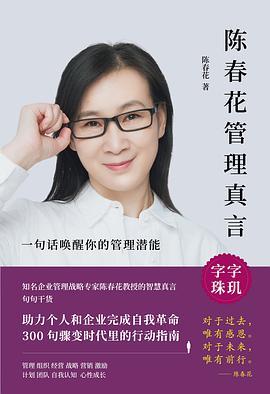 陈春花管理真言
陈春花 著
一句话唤醒你的管理潜能
字字
珠玑
知名企业管理战略专家陈春花教授的智慧真言
句句干货
助力个人和企业完成自我革命
300 句骤变时代里的行动指南
管理 组织 经营 战略 营销 激励
计划 团队 自我认知 心性成长
对于过去，
唯有感恩。
对于未来，
唯有前行。
—— 陈春花